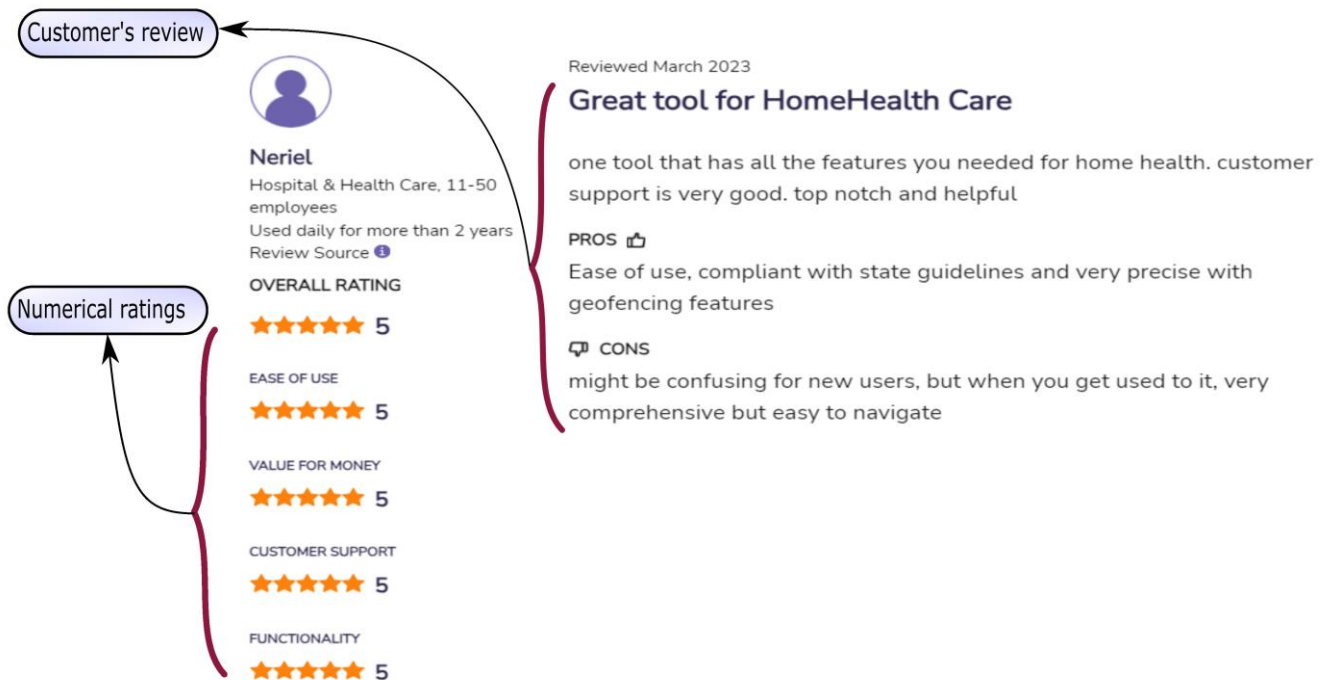 Customer's review
Neriel
Hospital & Health Care, 11-50
employees
Used daily for more than 2 years
Review Source
OVERALL RATING
5
EASE OF USE
5
VALUE FOR MONEY
5
CUSTOMER SUPPORT
5
FUNCTIONALITY
5
Numerical ratings
Reviewed March 2023
Great tool for HomeHealth Care
one tool that has all the features you needed for home health. customer
support is very good. top notch and helpful
PROS
Ease of use, compliant with state guidelines and very precise with
geofencing features
CONS
might be confusing for new users, but when you get used to it, very
comprehensive but easy to navigate